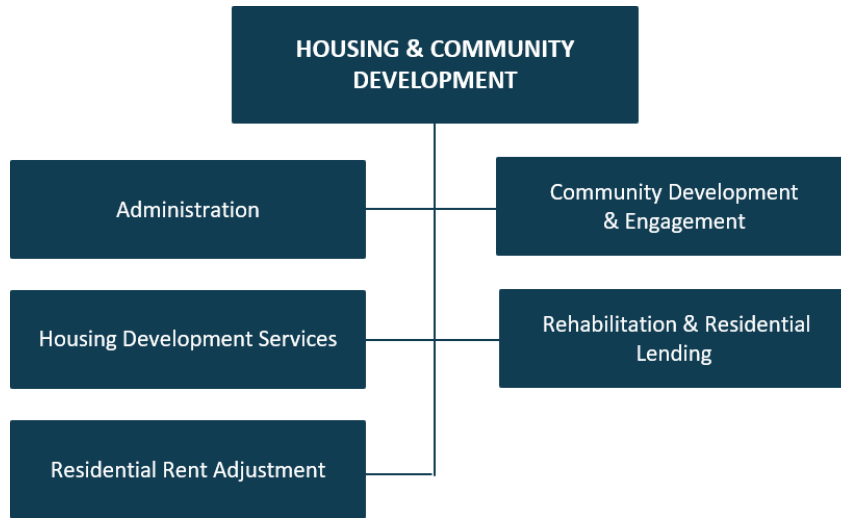 HOUSING & COMMUNITY
DEVELOPMENT
Administration
Community Development
& Engagement
Housing Development Services
Rehabilitation & Residential
Lending
Residential Rent Adjustment